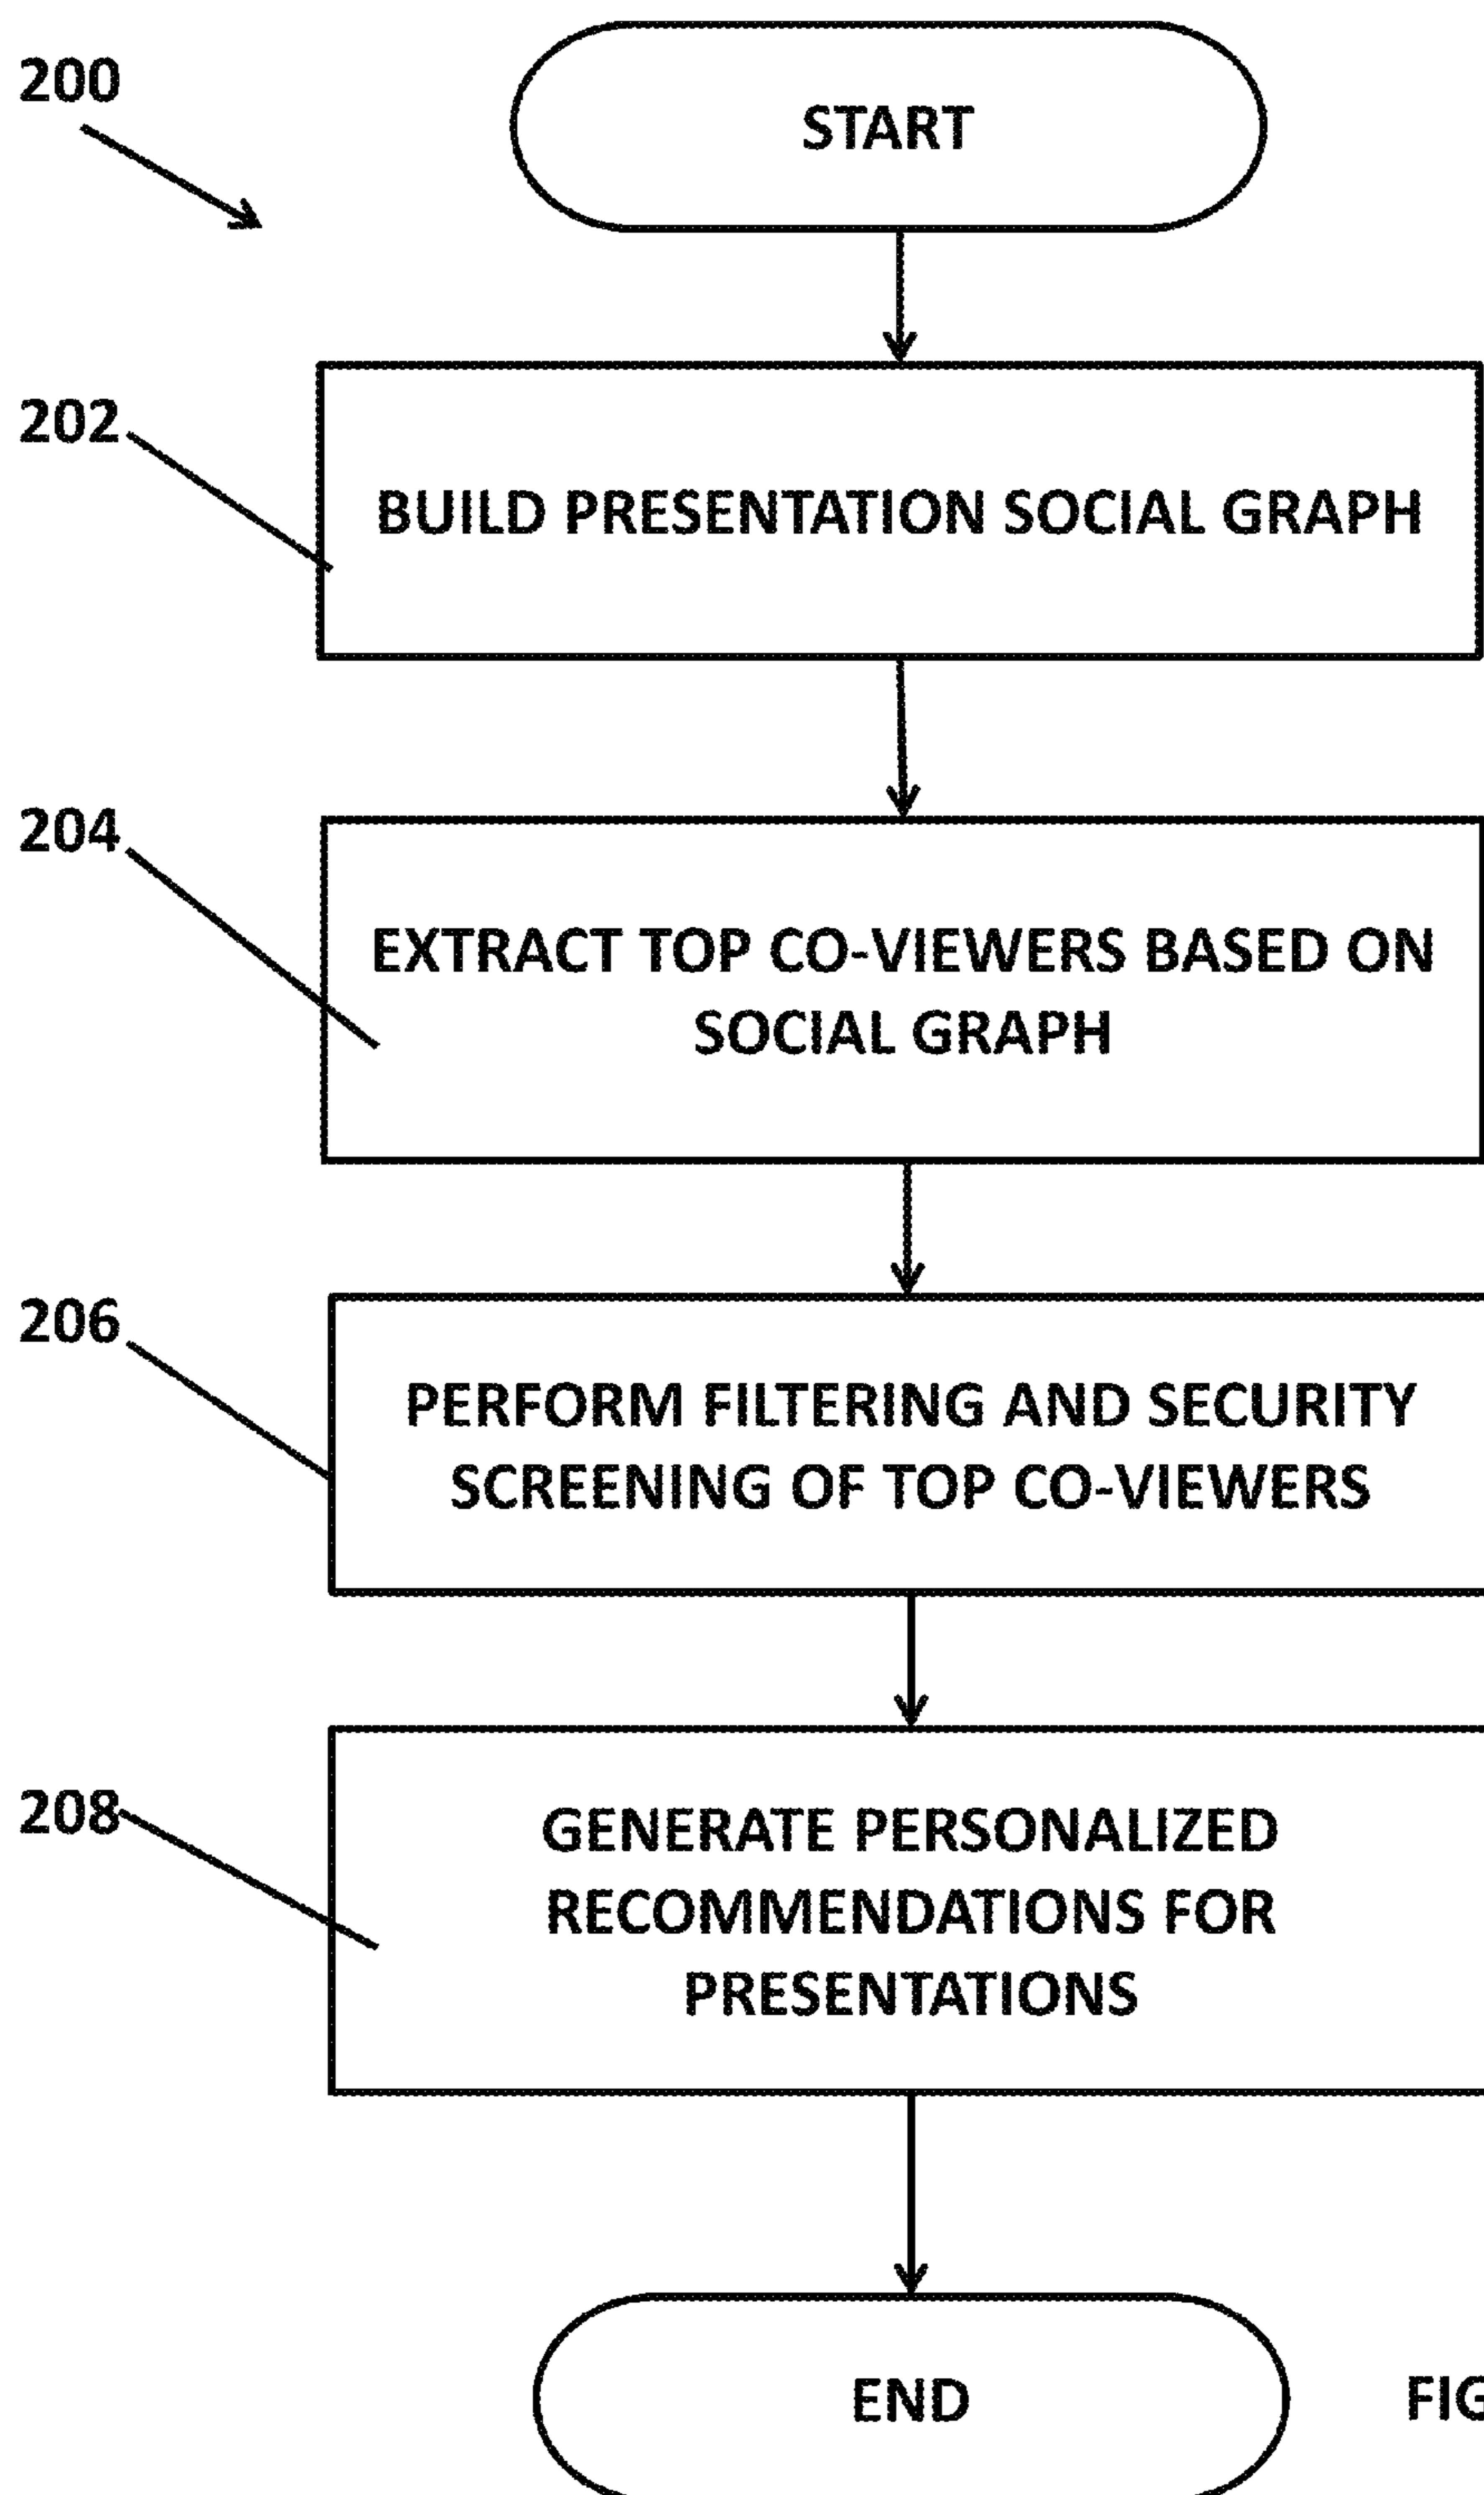 200
START
202
BUILD PRESENTATION SOCIAL GRAPH
204
EXTRACT TOP CO-VIEWERS BASED ON
SOCIAL GRAPH
206
PERFORM FILTERING AND SECURITY
SCREENING OF TOP CO-VIEWERS
208
GENERATE PERSONALIZED
RECOMMENDATIONS FOR
PRESENTATIONS
END